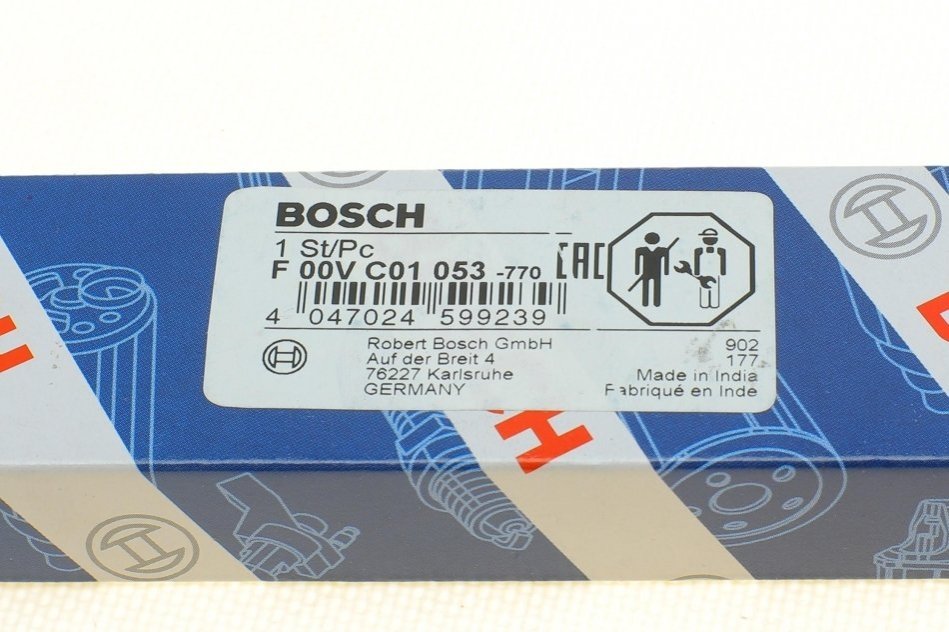 BOSCH
1 St/Pc
F 00V C01 053 -770
EAC
4 047024 599239
Robert Bosch GmbH
Auf der Breit 4
76227 Karlsruhe
GERMANY
902
177
Made in India
Fabriqué en Inde
CH